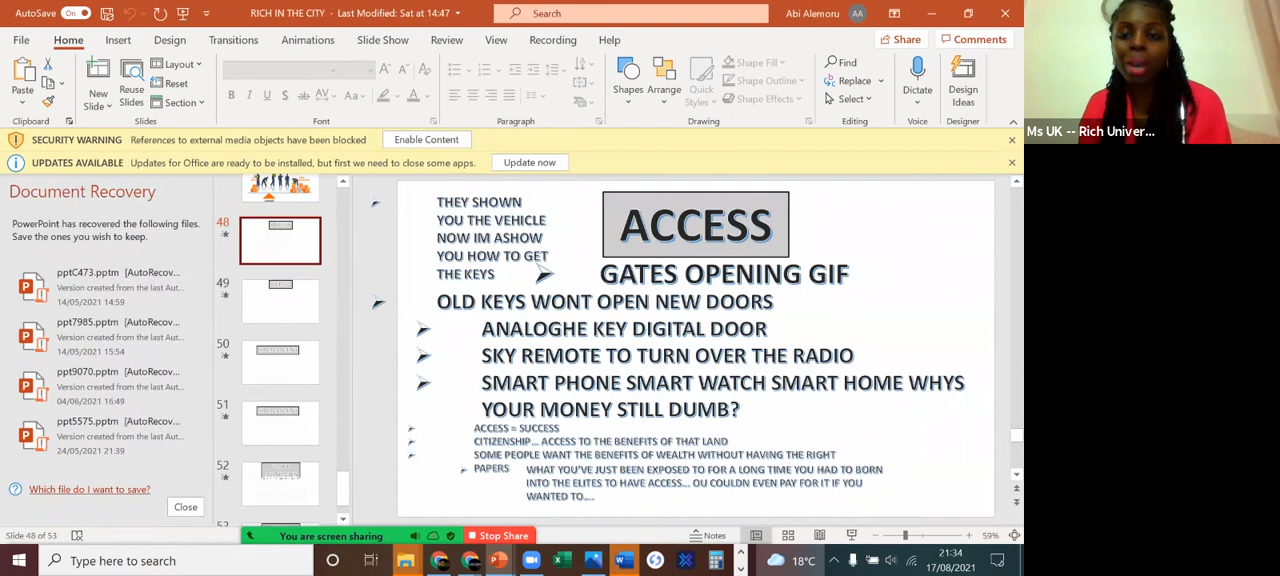 AutoSave On RICH IN THE CITY - Last Modified: Sat at 14:47 Search Abi Alemoru AA
File Home Insert Design Transitions Animations Slide Show Review View Recording Help Share Comments
Paste New Slide Reuse Slides Layout Reset Section Shapes Arrange Quick Styles Shape Fill Shape Outline Shape Effects Find Replace Select Dictate Design Ideas
Clipboard Slides Font Paragraph Drawing Editing Voice Designer
SECURITY WARNING References to external media objects have been blocked Enable Content
UPDATES AVAILABLE Updates for Office are ready to be installed, but first we need to close some apps. Update now
Ms UK -- Rich Univer...
Document Recovery
PowerPoint has recovered the following files.
Save the ones you wish to keep.
pptC473.pptm [AutoRecov...
Version created from the last Aut...
14/05/2021 14:59
ppt7985.pptm [AutoRecov...
Version created from the last Aut...
14/05/2021 15:54
ppt9070.pptm [AutoRecov...
Version created from the last Aut...
04/06/2021 16:49
ppt5575.pptm [AutoRecov...
Version created from the last Aut...
24/05/2021 21:39
Which file do I want to save?
Close
48
49
50
51
52
THEY SHOWN
YOU THE VEHICLE
NOW IM ASHOW
YOU HOW TO GET
THE KEYS
ACCESS
GATES OPENING GIF
OLD KEYS WONT OPEN NEW DOORS
ANALOGHE KEY DIGITAL DOOR
SKY REMOTE TO TURN OVER THE RADIO
SMART PHONE SMART WATCH SMART HOME WHYS
YOUR MONEY STILL DUMB?
ACCESS = SUCCESS
CITIZENSHIP... ACCESS TO THE BENEFITS OF THAT LAND
SOME PEOPLE WANT THE BENEFITS OF WEALTH WITHOUT HAVING THE RIGHT
PAPERS WHAT YOU'VE JUST BEEN EXPOSED TO FOR A LONG TIME YOU HAD TO BORN
INTO THE ELITES TO HAVE ACCESS... OU COULDN EVEN PAY FOR IT IF YOU
WANTED TO....
Slide 48 of 53 You are screen sharing Stop Share Notes 59%
Type here to search 18°C 21:34
17/08/2021